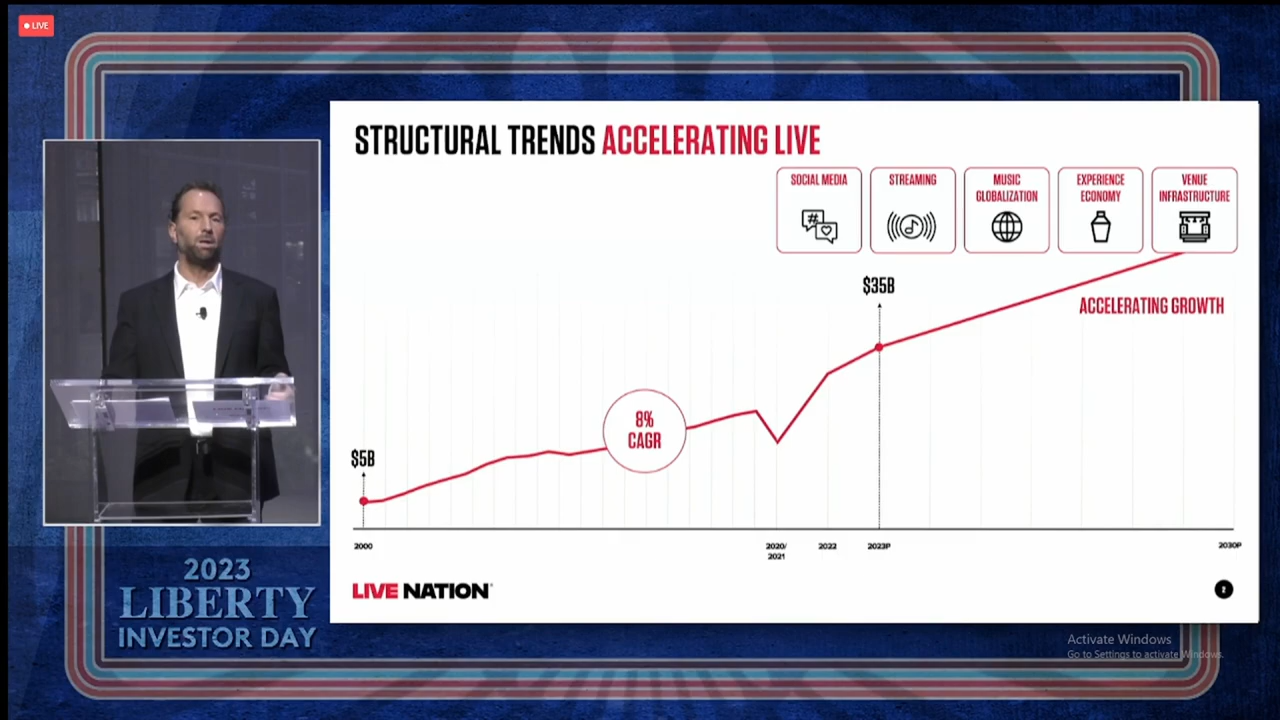 LIVE
STRUCTURAL TRENDS ACCELERATING LIVE
SOCIAL MEDIA
STREAMING
MUSIC
GLOBALIZATION
EXPERIENCE
ECONOMY
VENUE
INFRASTRUCTURE
#
$35B
ACCELERATING GROWTH
8%
CAGR
$5B
2000
2020/
2021
2022
2023P
2030P
LIVE NATION
2023
LIBERTY
INVESTOR DAY
Activate Windows
Go to Settings to activate Windows.